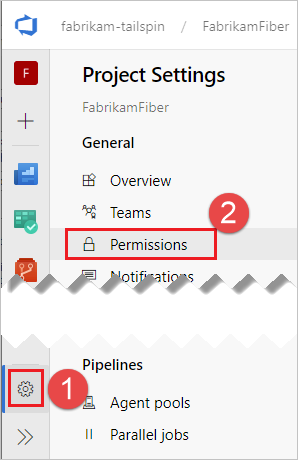 fabrikam-tailspin / FabrikamFiber
F
Project Settings
FabrikamFiber
General
Overview
Teams
2
Permissions
Notifications
Pipelines
1
Agent pools
Parallel jobs